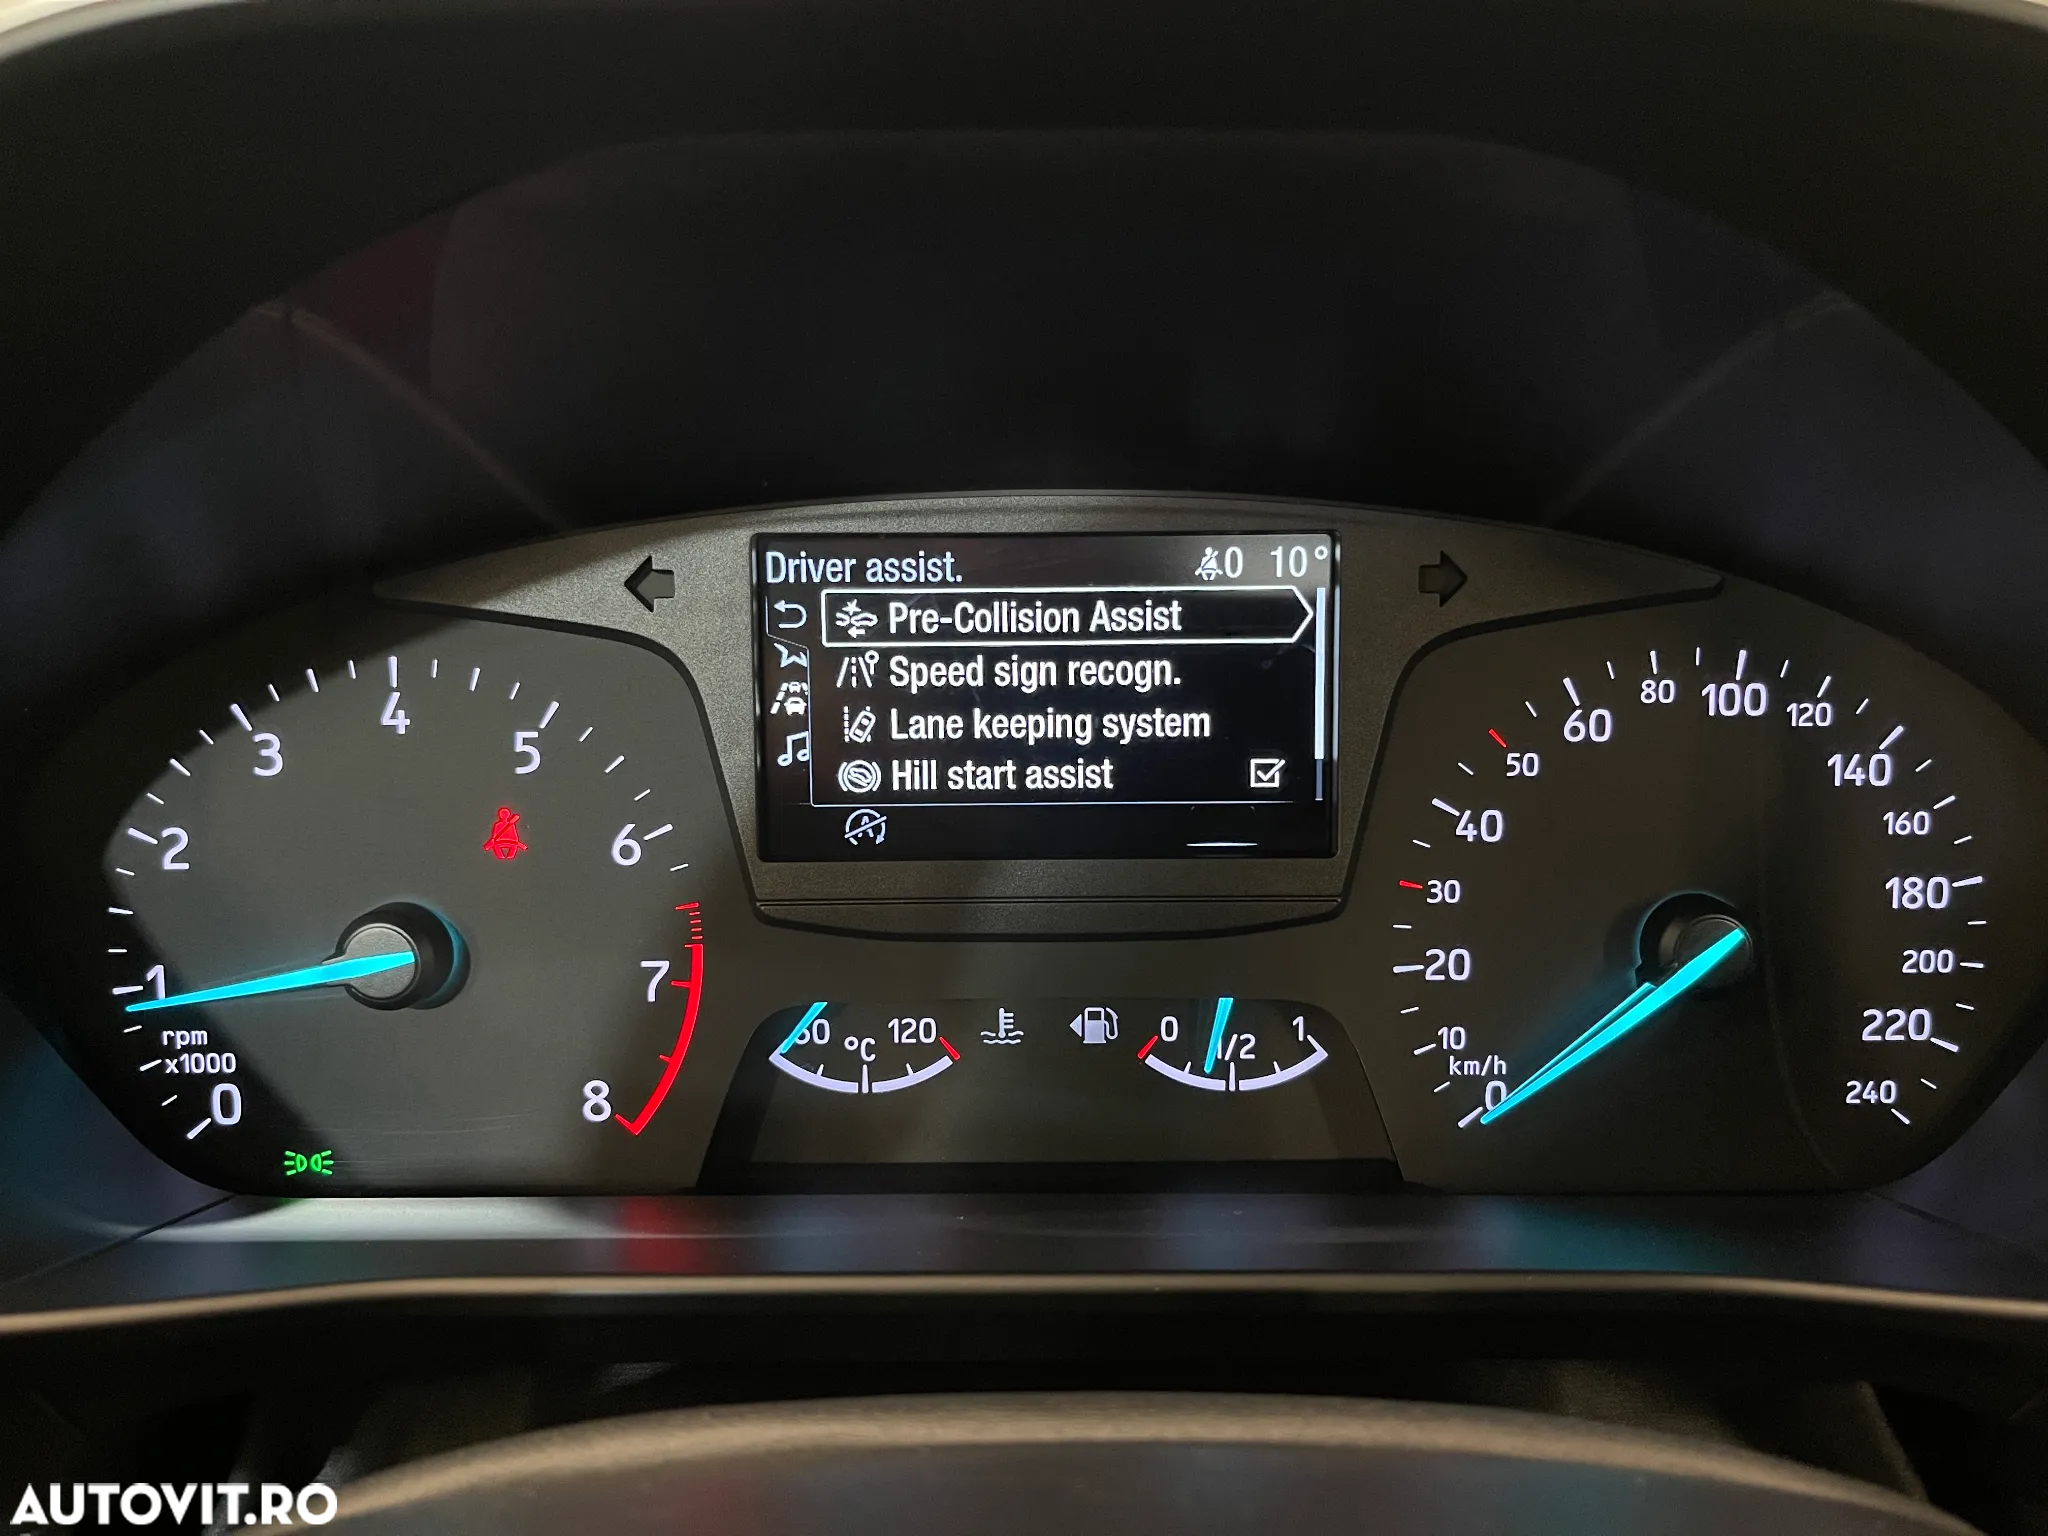 Driver assist. 0 10°
Pre-Collision Assist
Speed sign recogn.
Lane keeping system
Hill start assist
0 1 2 3 4 5 6 7 8
rpm
x1000
60 °C 120
0 1/2 1
0 10 20 30 40 50 60 80 100 120 140 160 180 200 220 240
km/h
AUTOVIT.RO